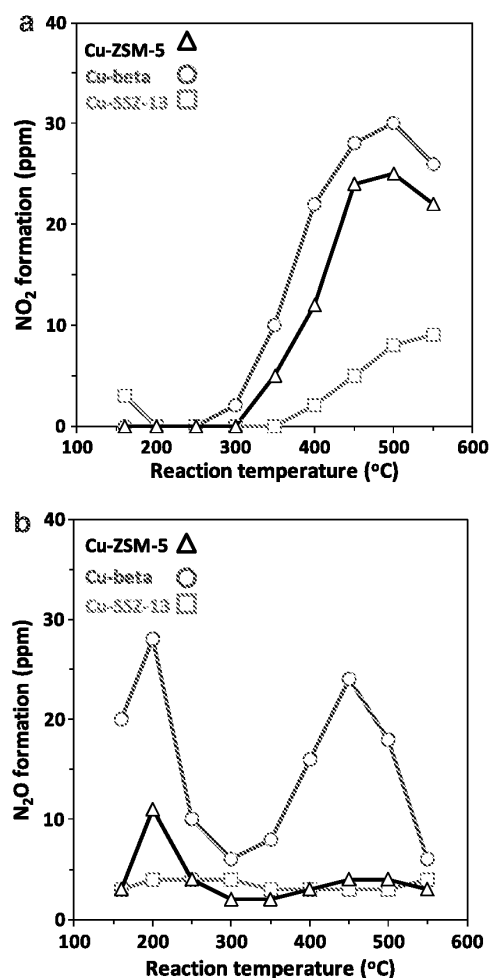 a
40
30
20
10
0
NO₂ formation (ppm)
Cu-ZSM-5
Cu-beta
Cu-SSZ-13
100 200 300 400 500 600
Reaction temperature (°C)
b
40
30
20
10
0
N₂O formation (ppm)
Cu-ZSM-5
Cu-beta
Cu-SSZ-13
100 200 300 400 500 600
Reaction temperature (°C)